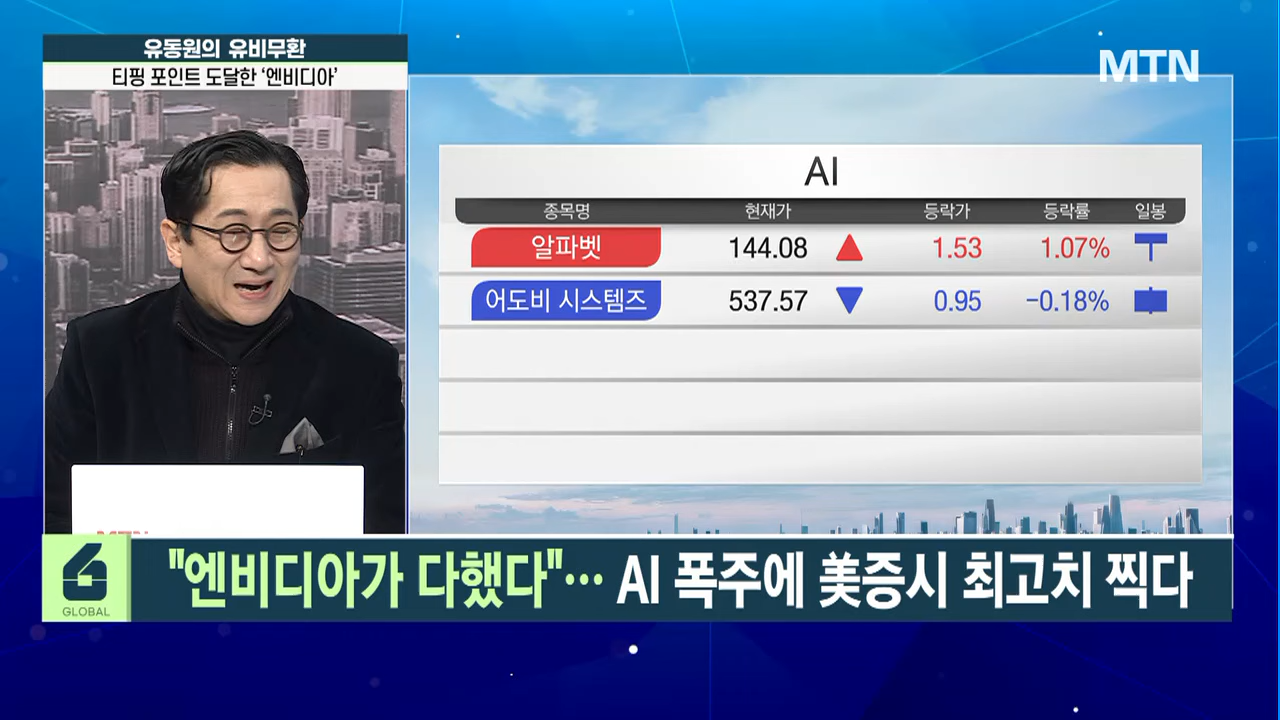 유동원의 유비무환
티핑 포인트 도달한 '엔비디아'
MTN
AI
종목명 현재가 등락가 등락률 일봉
알파벳 144.08 ▲ 1.53 1.07%
어도비 시스템즈 537.57 ▼ 0.95 -0.18%
MTN
6
GLOBAL
"엔비디아가 다했다"… AI 폭주에 美증시 최고치 찍다